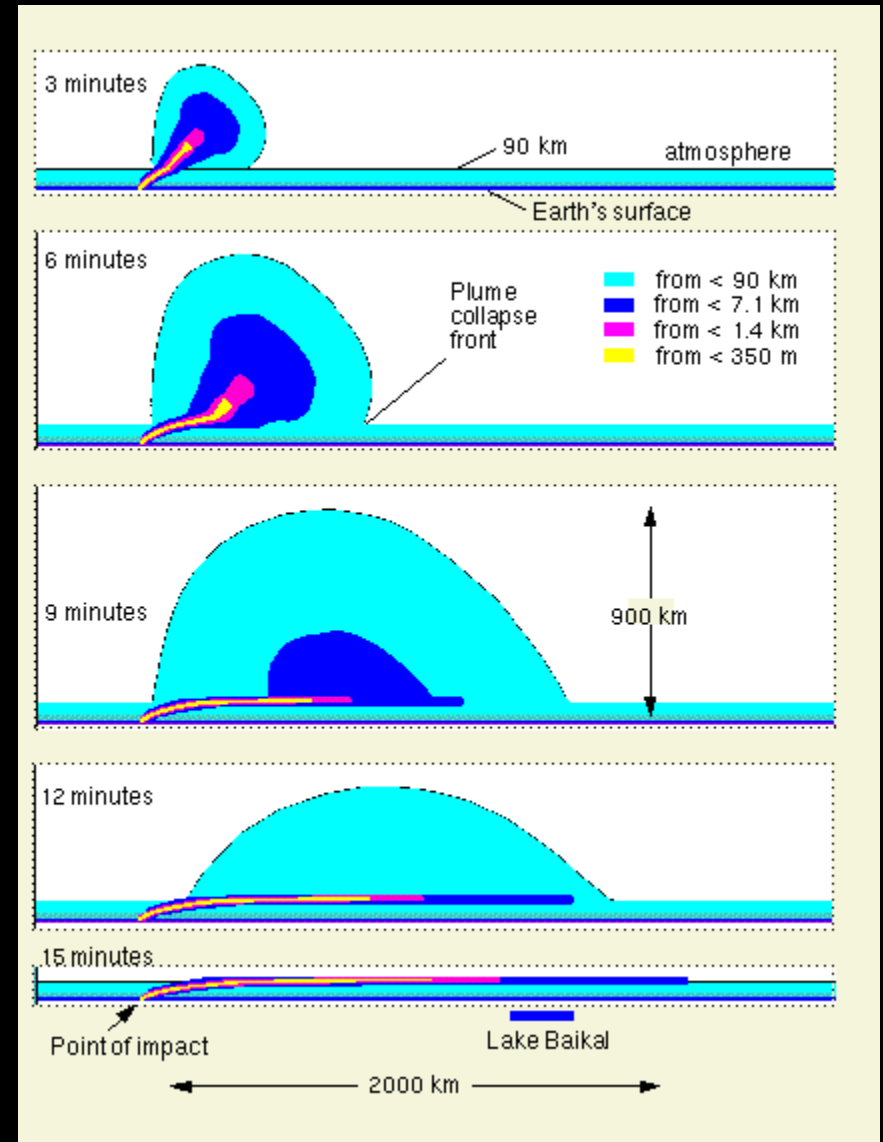 3 minutes
90 km
atmosphere
Earth's surface
6 minutes
Plume
collapse
front
from < 90 km
from < 7.1 km
from < 1.4 km
from < 350 m
9 minutes
900 km
12 minutes
15 minutes
Point of impact
Lake Baikal
2000 km